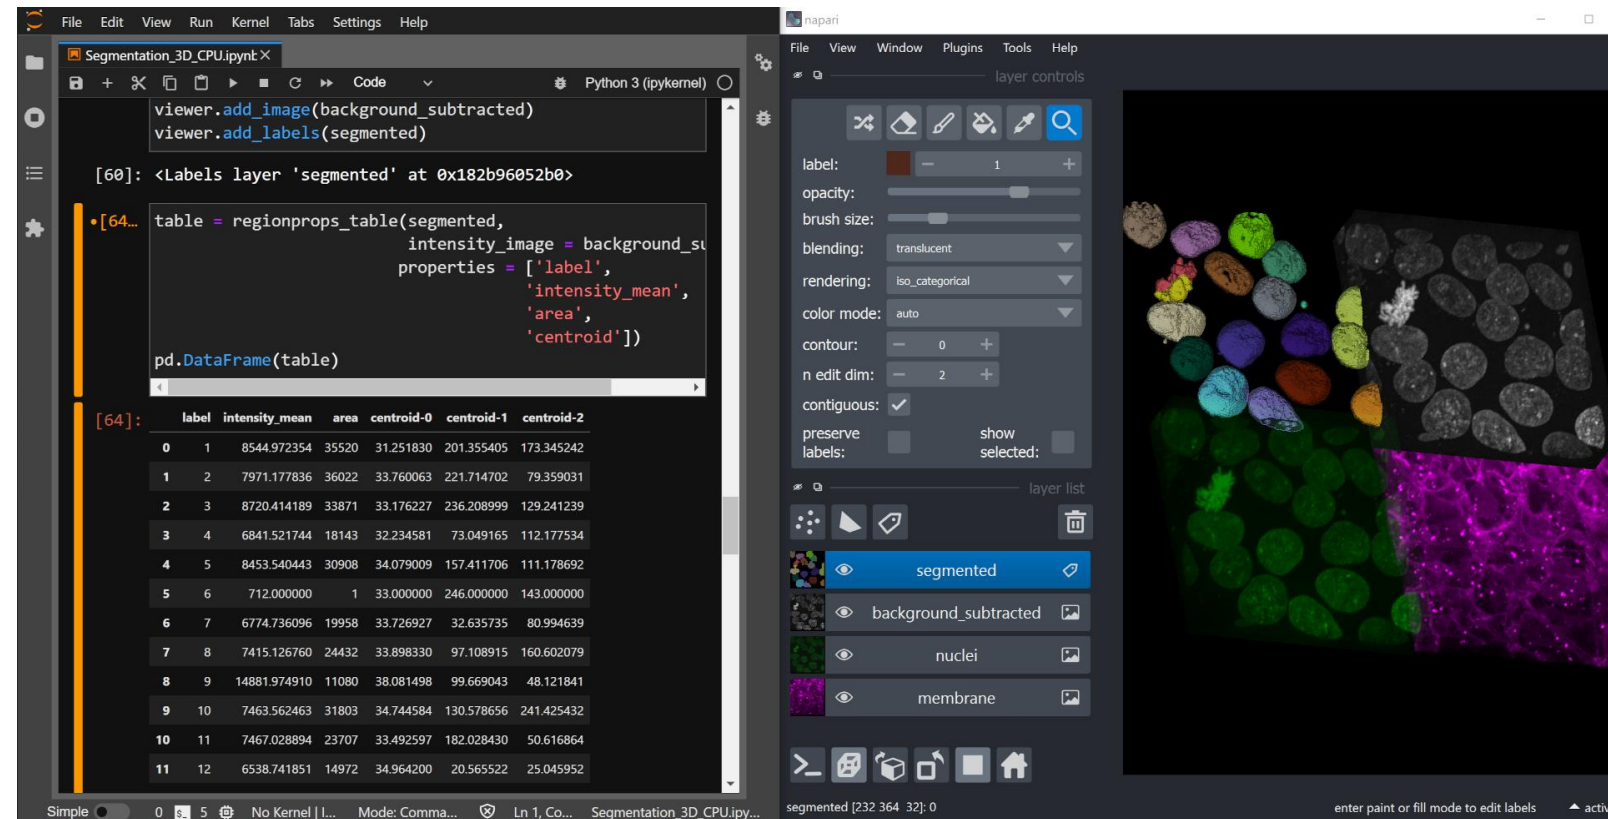 File Edit View Run Kernel Tabs Settings Help
Segmentation_3D_CPU.ipynb
Code
Python 3 (ipykernel)
viewer.add_image(background_subtracted)
viewer.add_labels(segmented)
[60]: <Labels layer 'segmented' at 0x182b96052b0>
[64… table = regionprops_table(segmented,
intensity_image = background_su
properties = ['label',
'intensity_mean',
'area',
'centroid'])
pd.DataFrame(table)
[64]:
label intensity_mean area centroid-0 centroid-1 centroid-2
0 1 8544.972354 35520 31.251830 201.355405 173.345242
1 2 7971.177836 36022 33.760063 221.714702 79.359031
2 3 8720.414189 33871 33.176227 236.208999 129.241239
3 4 6841.521744 18143 32.234581 73.049165 112.177534
4 5 8453.540443 30908 34.079009 157.411706 111.178692
5 6 712.000000 1 33.000000 246.000000 143.000000
6 7 6774.736096 19958 33.726927 32.635735 80.994639
7 8 7415.126760 24432 33.898330 97.108915 160.602079
8 9 14881.974910 11080 38.081498 99.669043 48.121841
9 10 7463.562463 31803 34.744584 130.578656 241.425432
10 11 7467.028894 23707 33.492597 182.028430 50.616864
11 12 6538.741851 14972 34.964200 20.565522 25.045952
Simple 0 5 No Kernel | I... Mode: Comma... Ln 1, Co... Segmentation_3D_CPU.ipy...
napari
File View Window Plugins Tools Help
layer controls
label: 1
opacity:
brush size:
blending: translucent
rendering: iso_categorical
color mode: auto
contour: 0
n edit dim: 2
contiguous:
preserve labels:
show selected:
layer list
segmented
background_subtracted
nuclei
membrane
segmented [232 364 32]: 0
enter paint or fill mode to edit labels
activ